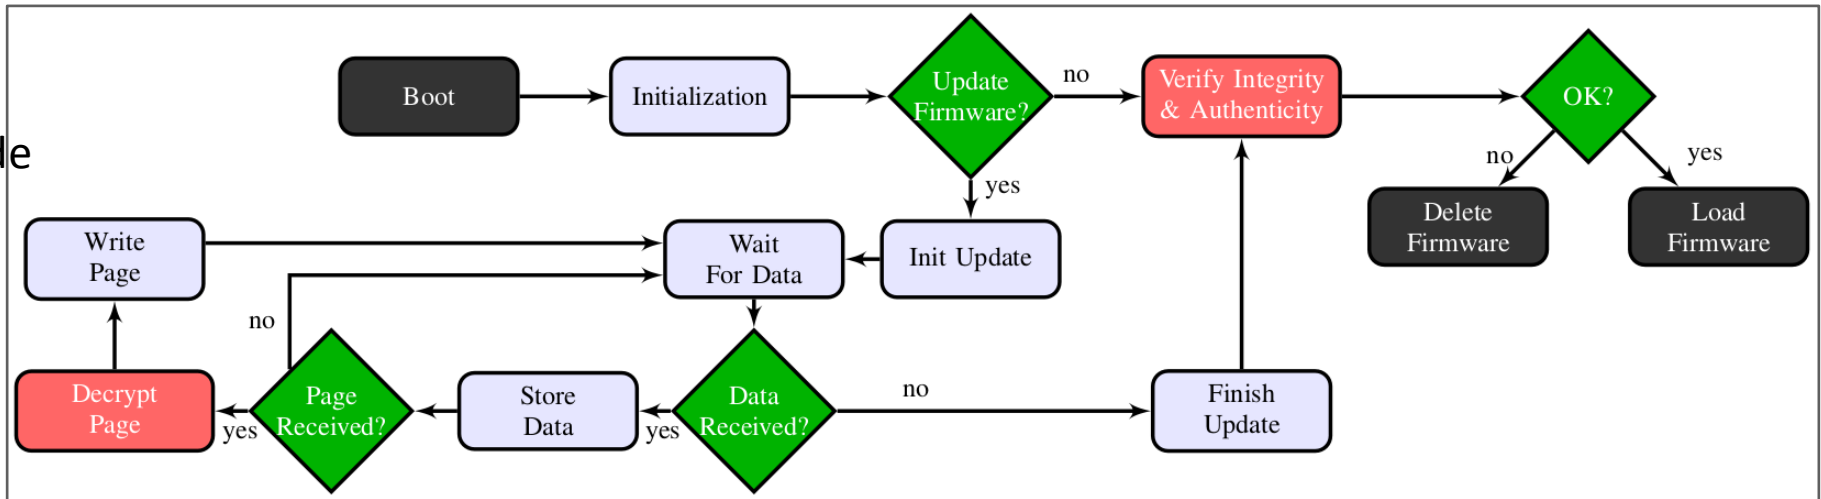 Boot
Initialization
Update
Firmware?
no
Verify Integrity
& Authenticity
OK?
yes
no
yes
Delete
Firmware
Load
Firmware
Write
Page
Wait
For Data
Init Update
no
Decrypt
Page
yes
Page
Received?
Store
Data
yes
Data
Received?
no
Finish
Update